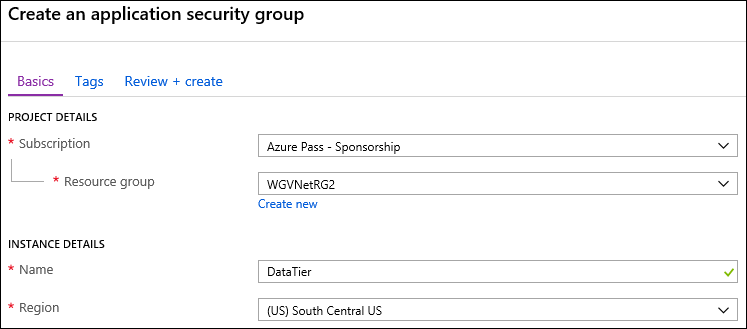 Create an application security group
Basics Tags Review + create
PROJECT DETAILS
* Subscription Azure Pass - Sponsorship
* Resource group WGVNetRG2
Create new
INSTANCE DETAILS
* Name DataTier
* Region (US) South Central US